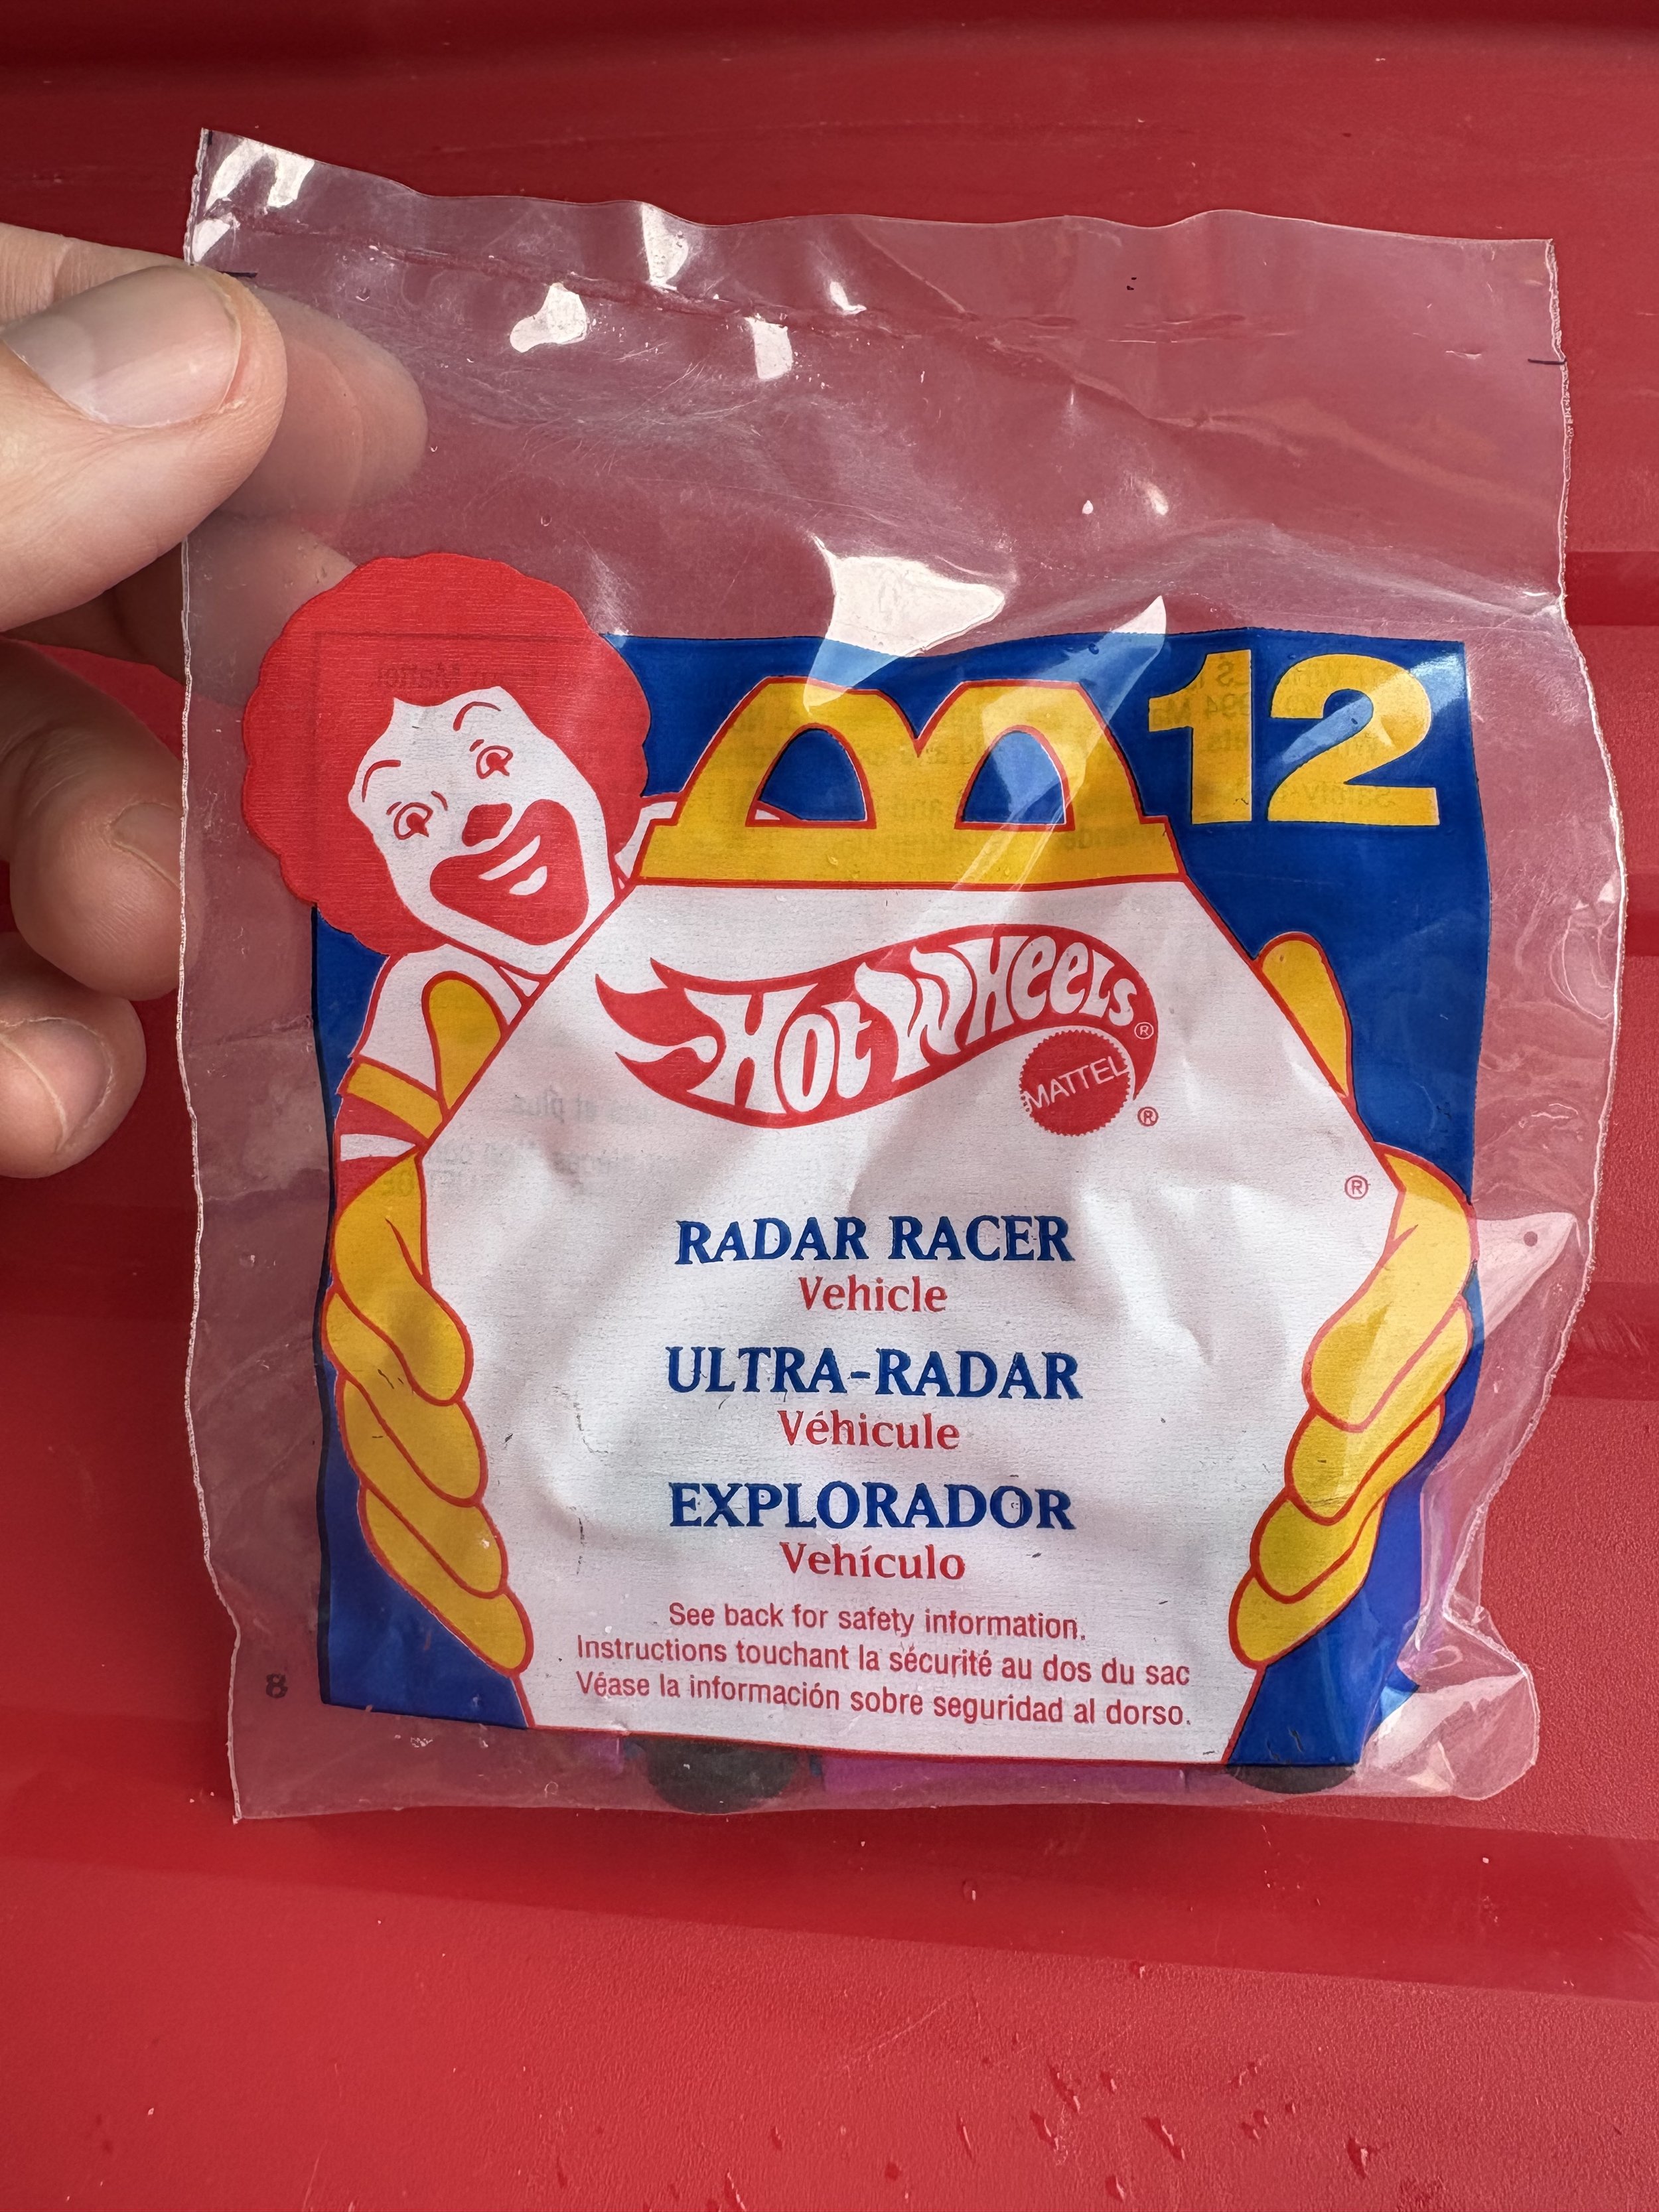 12
Hot Wheels®
MATTEL®
®
RADAR RACER
Vehicle
ULTRA-RADAR
Véhicule
EXPLORADOR
Vehículo
See back for safety information.
Instructions touchant la sécurité au dos du sac
Véase la información sobre seguridad al dorso.
8